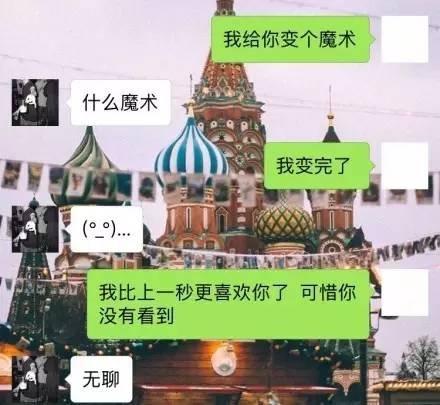 我给你变个魔术
什么魔术
我变完了
(°_°)...
我比上一秒更喜欢你了 可惜你
没有看到
无聊